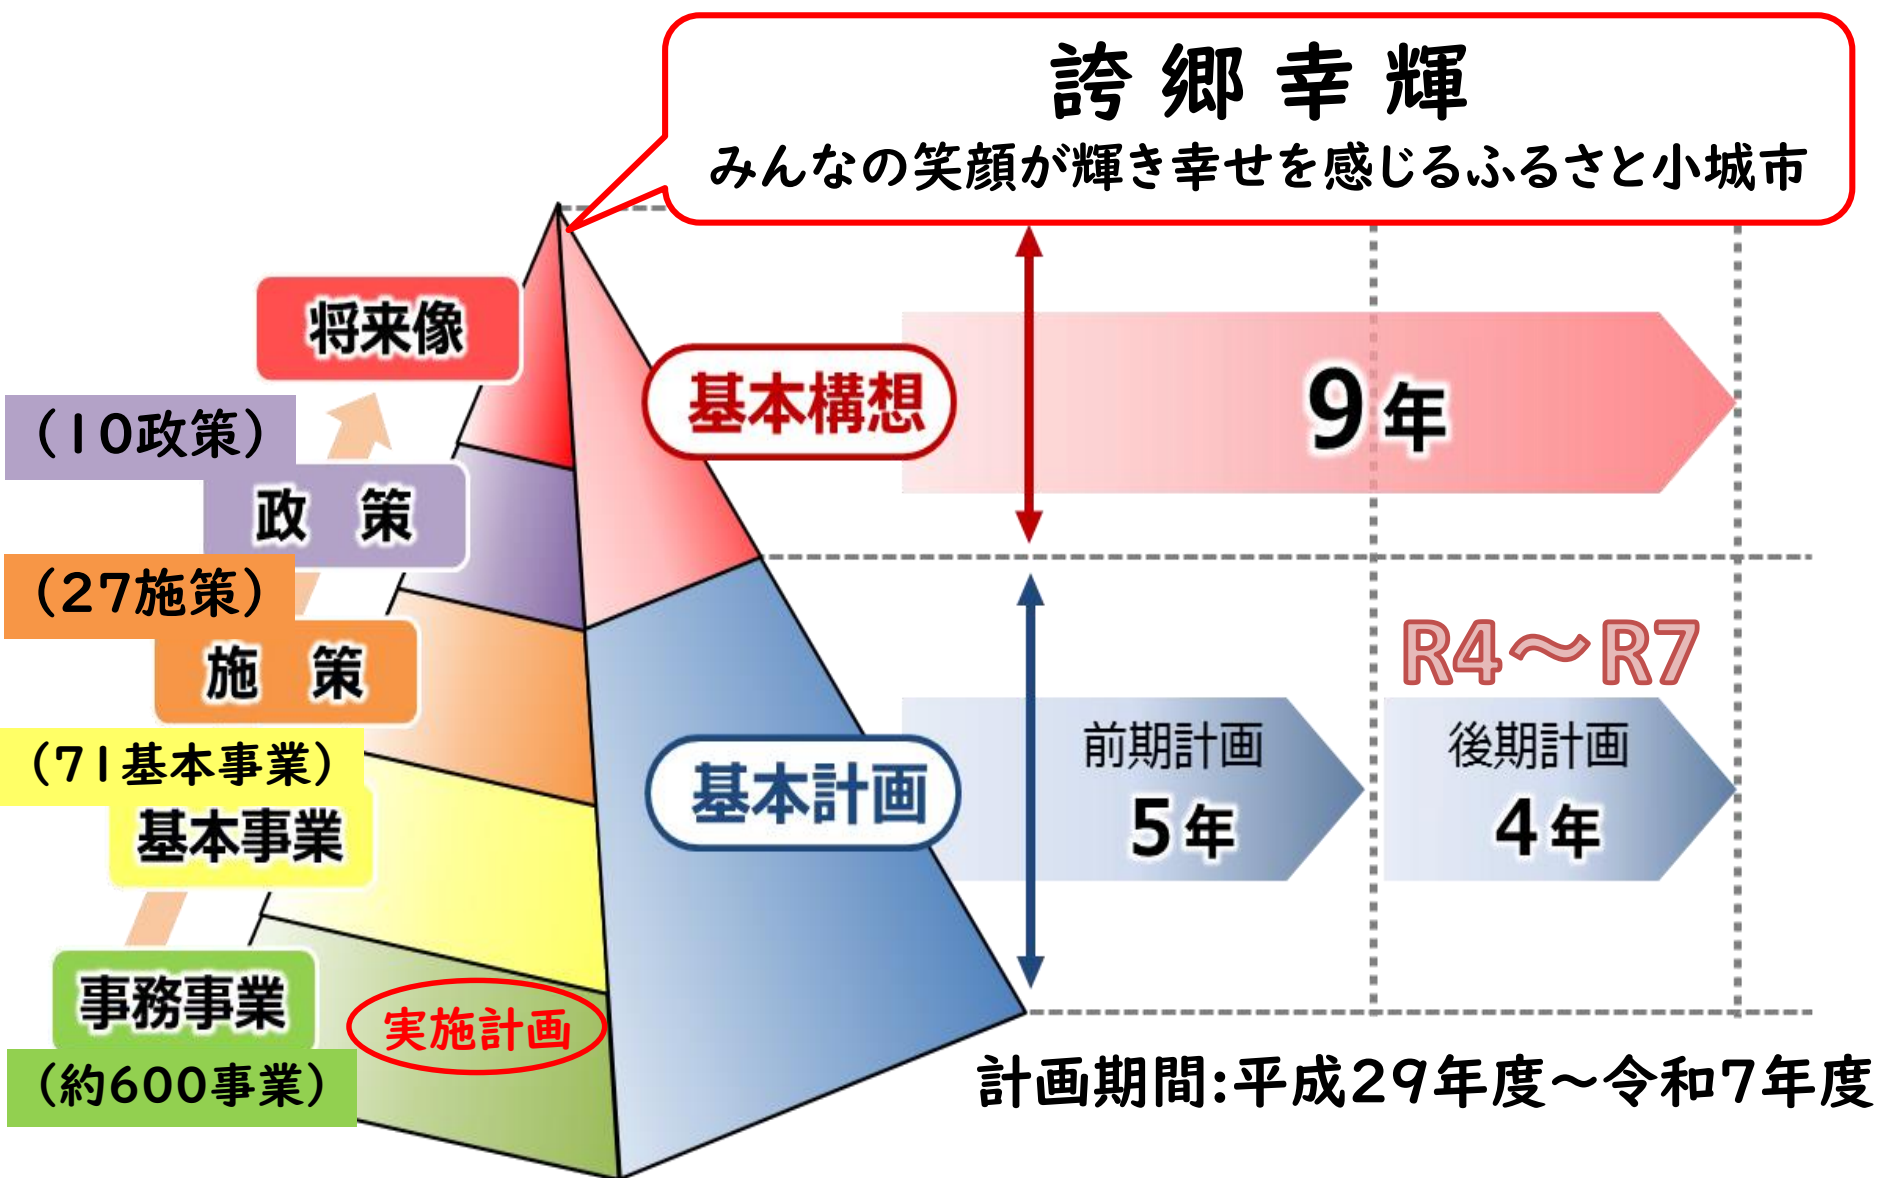 誇郷幸輝
みんなの笑顔が輝き幸せを感じるふるさと小城市
将来像
(10政策)
政 策
(27施策)
施 策
(71基本事業)
基本事業
事務事業
(約600事業)
実施計画
基本構想
9年
基本計画
R4～R7
前期計画
5年
後期計画
4年
計画期間:平成29年度～令和7年度